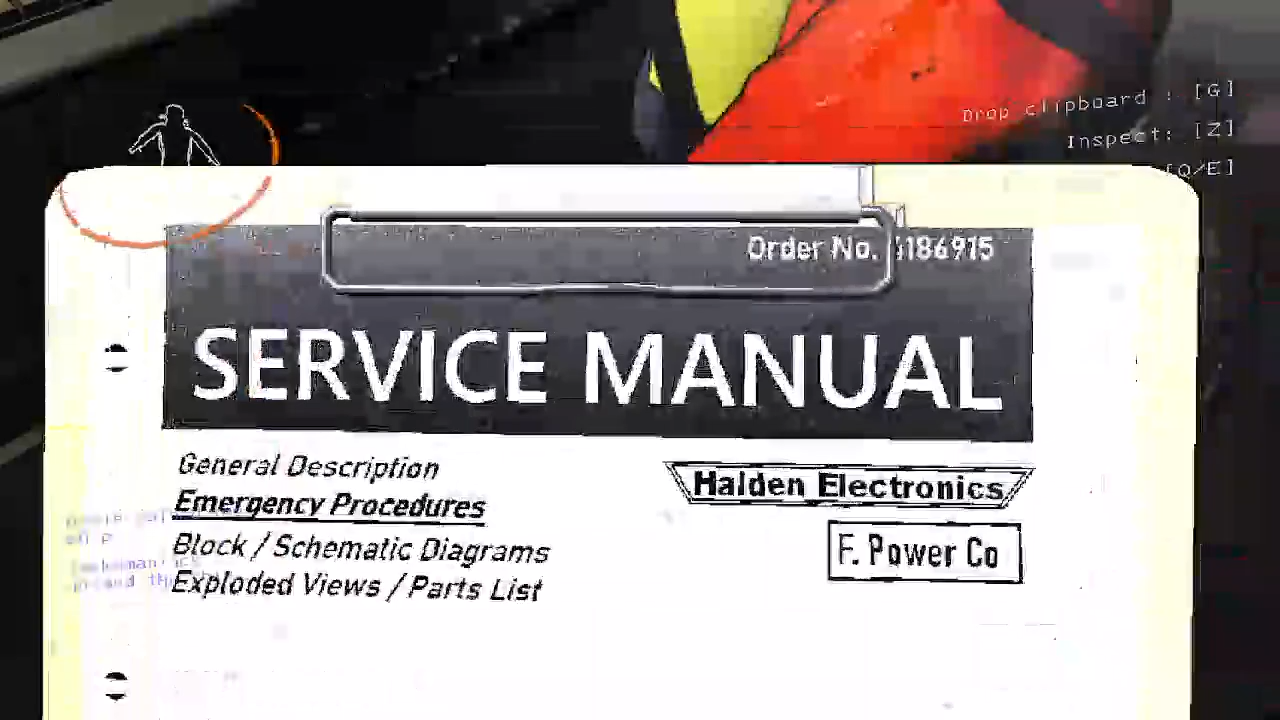 Drop clipboard : [G]
Inspect: [Z]
[Q/E]
Order No. 6186915
SERVICE MANUAL
General Description
Emergency Procedures
Block / Schematic Diagrams
Exploded Views / Parts List
Halden Electronics
F. Power Co